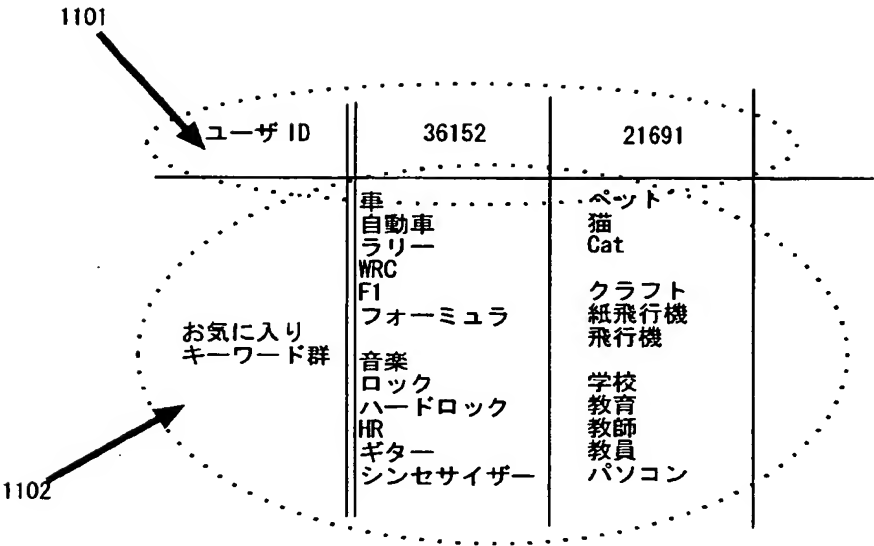 1101
ユーザ ID
36152
21691
車
自動車
ラリー
WRC
F1
フォーミュラ
音楽
ロック
ハードロック
HR
ギター
シンセサイザー
ペット
猫
Cat
クラフト
紙飛行機
飛行機
学校
教育
教師
教員
パソコン
お気に入り
キーワード群
1102